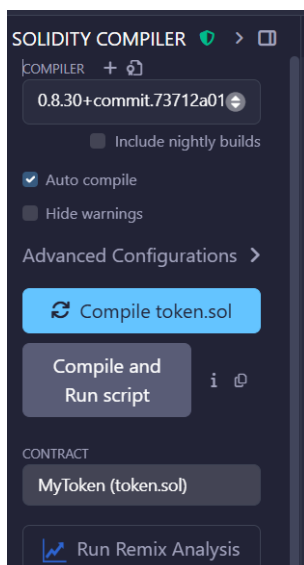 SOLIDITY COMPILER
COMPILER +
0.8.30+commit.73712a01
Include nightly builds
Auto compile
Hide warnings
Advanced Configurations
Compile token.sol
Compile and
Run script
i
CONTRACT
MyToken (token.sol)
Run Remix Analysis